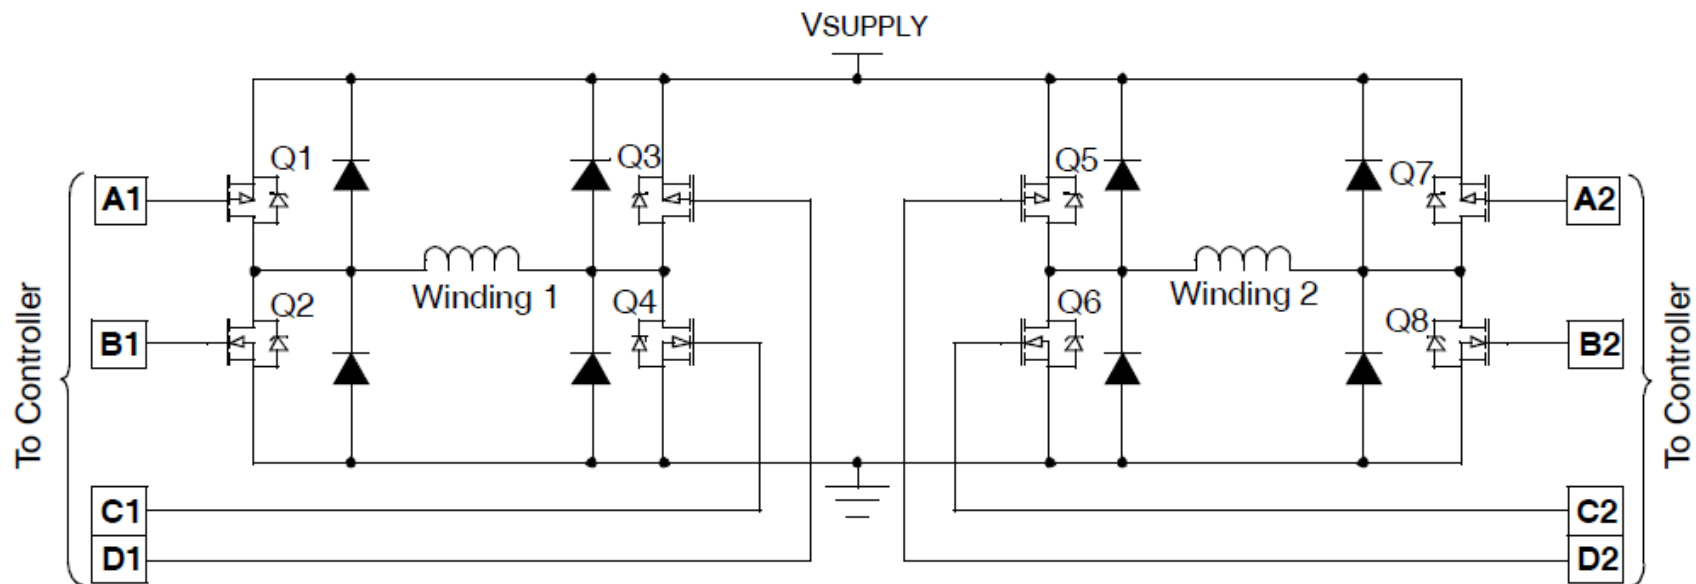 VSUPPLY
Q1
Q3
Q5
Q7
A1
A2
Winding 1
Winding 2
Q2
Q4
Q6
Q8
B1
B2
To Controller
To Controller
C1
C2
D1
D2